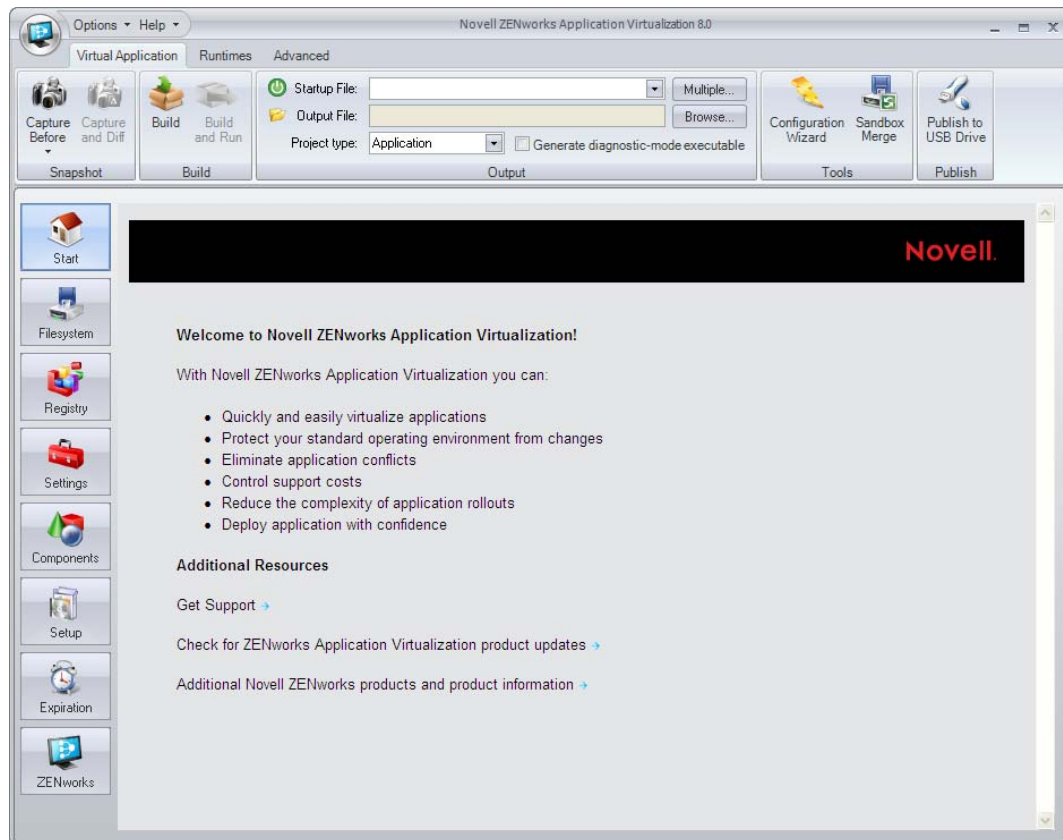 Options Help
Novell ZENworks Application Virtualization 8.0
Virtual Application Runtimes Advanced
Capture Before
Capture and Diff
Snapshot
Build
Build and Run
Build
Startup File:
Multiple...
Output File:
Browse...
Project type: Application
Generate diagnostic-mode executable
Output
Configuration Wizard
Sandbox Merge
Tools
Publish to USB Drive
Publish
Start
Filesystem
Registry
Settings
Components
Setup
Expiration
ZENworks
Novell.
Welcome to Novell ZENworks Application Virtualization!
With Novell ZENworks Application Virtualization you can:
• Quickly and easily virtualize applications
• Protect your standard operating environment from changes
• Eliminate application conflicts
• Control support costs
• Reduce the complexity of application rollouts
• Deploy application with confidence
Additional Resources
Get Support →
Check for ZENworks Application Virtualization product updates →
Additional Novell ZENworks products and product information →